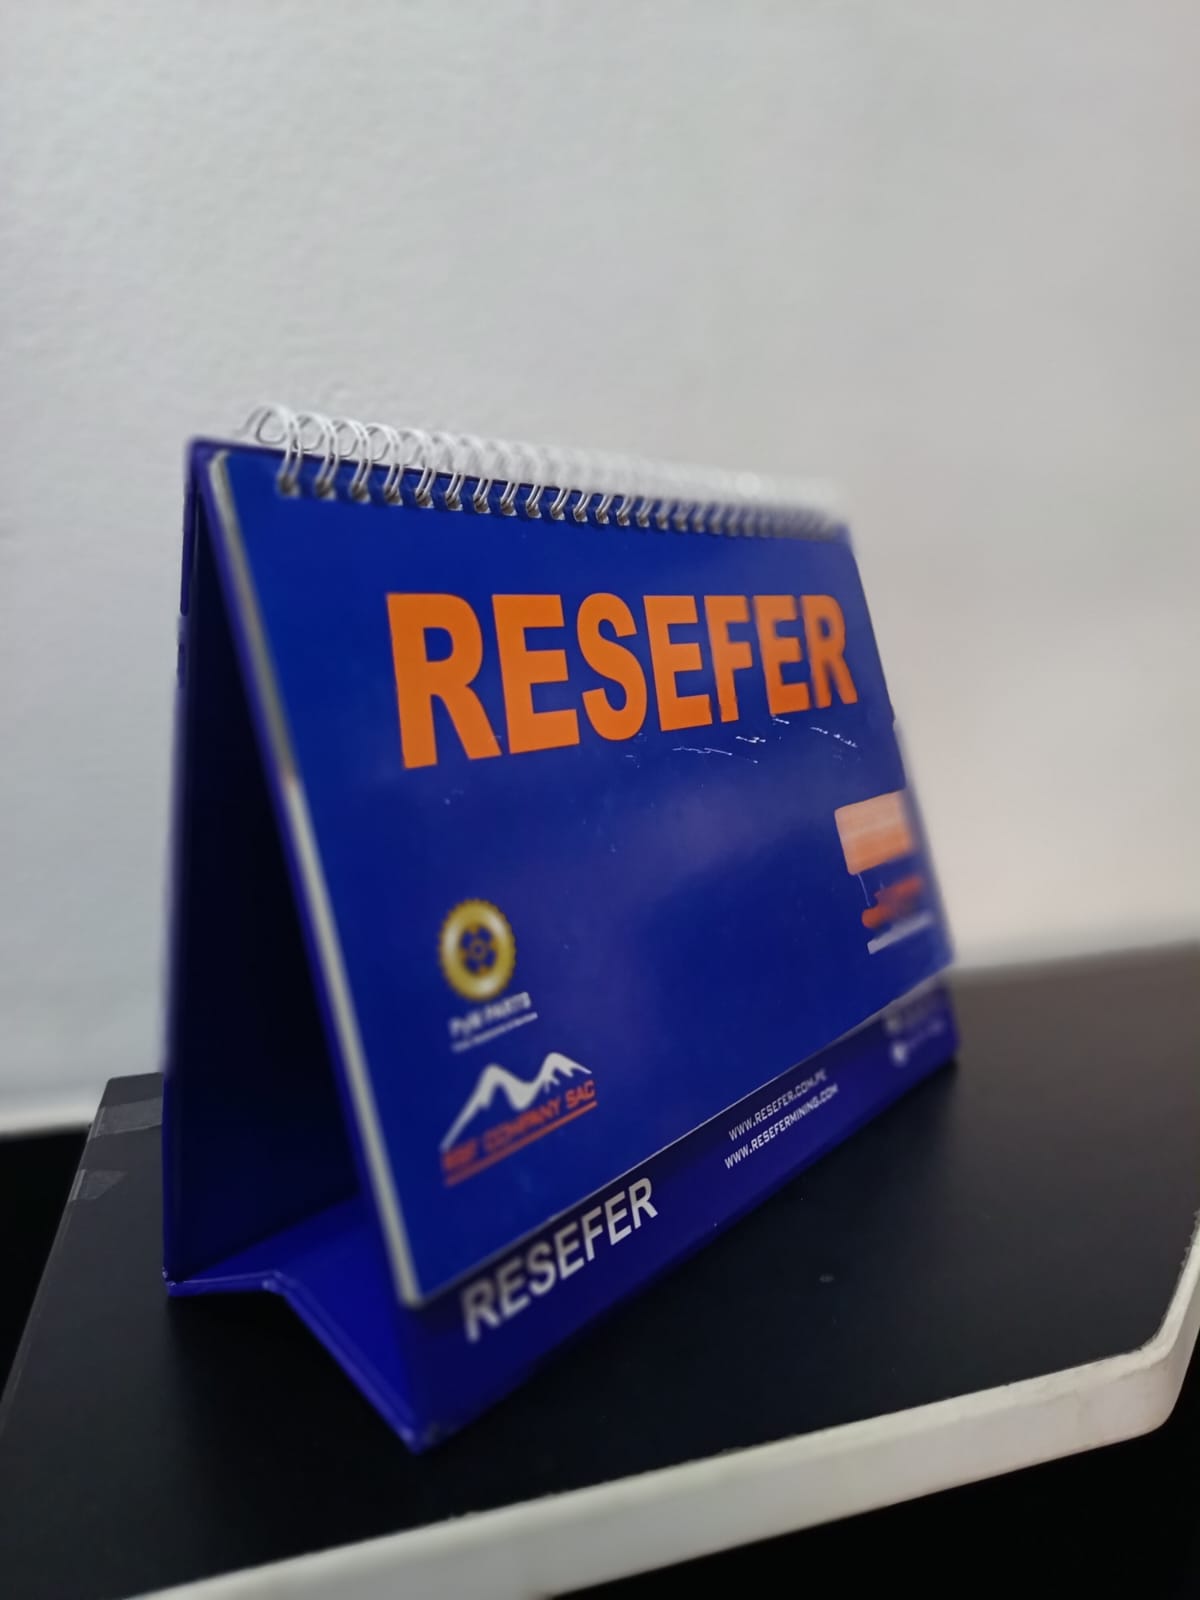 RESEFER
PyM PARTS
RSF COMPANY SAC
WWW.RESEFER.COM.PE
WWW.RESEFERMINING.COM
RESEFER